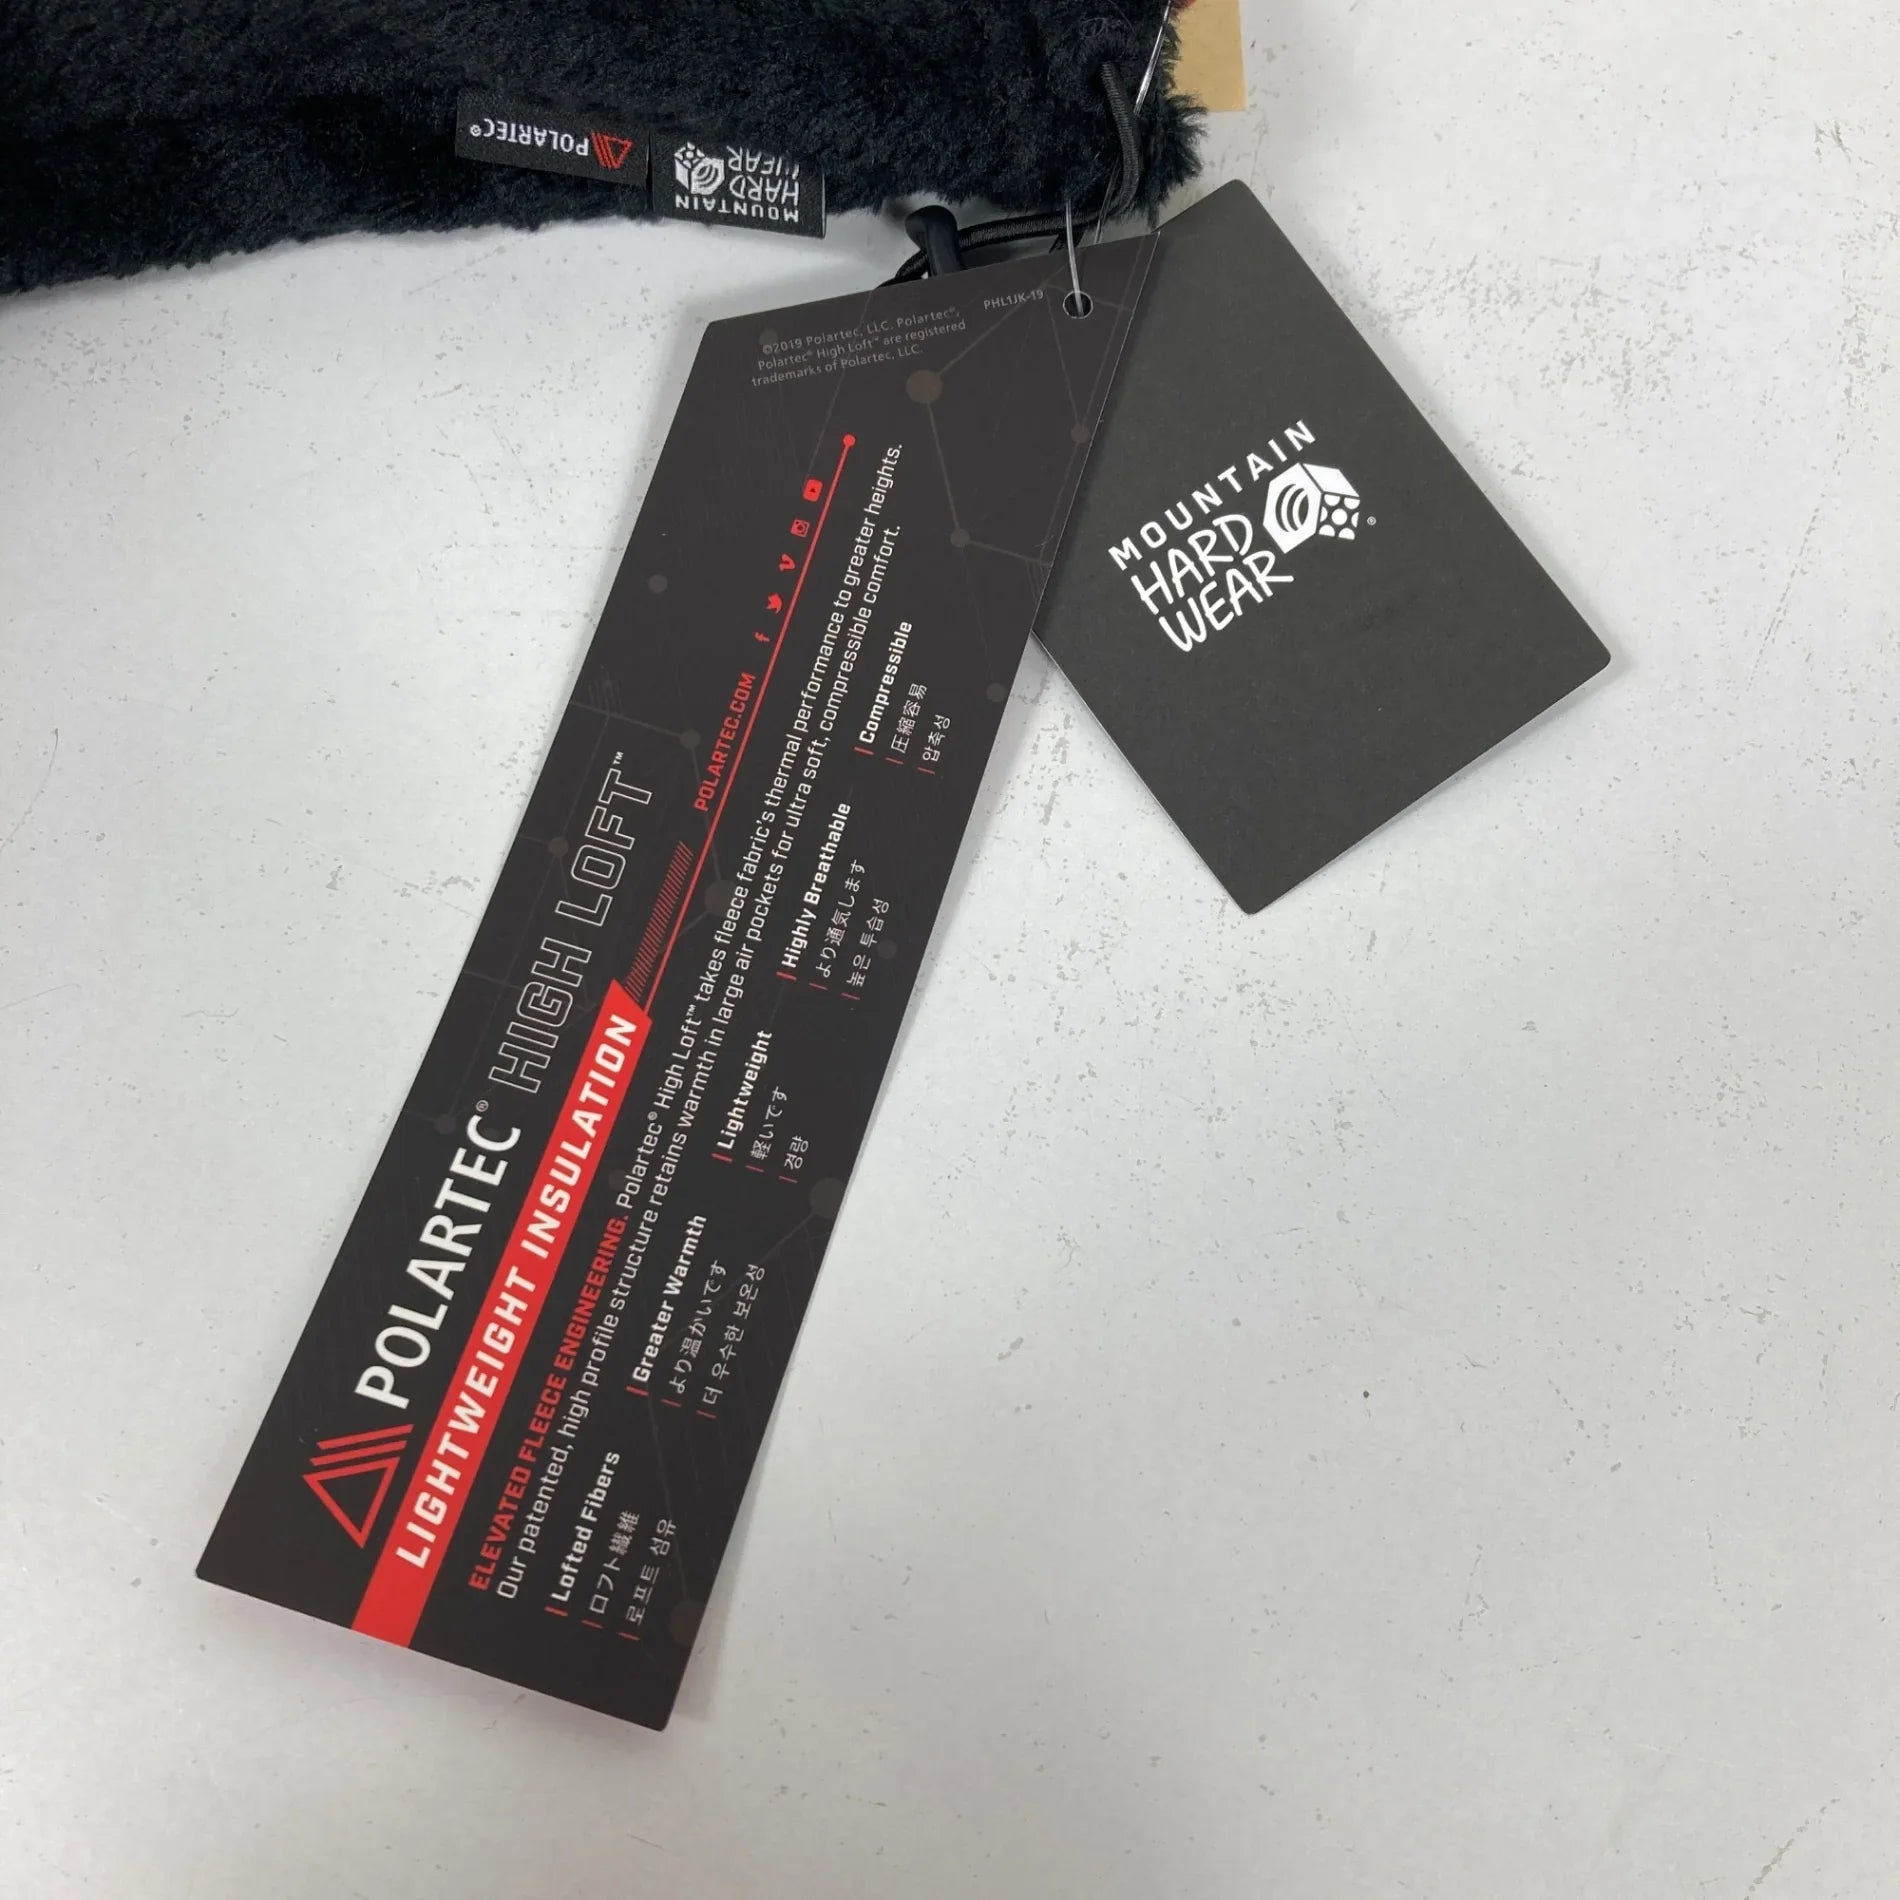 POLARTEC®
MOUNTAIN
HARD
WEAR
©2019 Polartec, LLC. Polartec®,
Polartec® High Loft™ are registered
trademarks of Polartec, LLC.
PHL1JK-19
POLARTEC® HIGH LOFT™
LIGHTWEIGHT INSULATION
POLARTEC.COM
ELEVATED FLEECE ENGINEERING. Polartec® High Loft™ takes fleece fabric's thermal performance to greater heights.
Our patented, high profile structure retains warmth in large air pockets for ultra soft, compressible comfort.
Lofted Fibers
ロフト繊維
로프트 섬유
Greater Warmth
より温かいです
더 우수한 보온성
Lightweight
軽いです
경량
Highly Breathable
より通気します
높은 투습성
Compressible
圧縮容易
압축성
MOUNTAIN
HARD
WEAR®